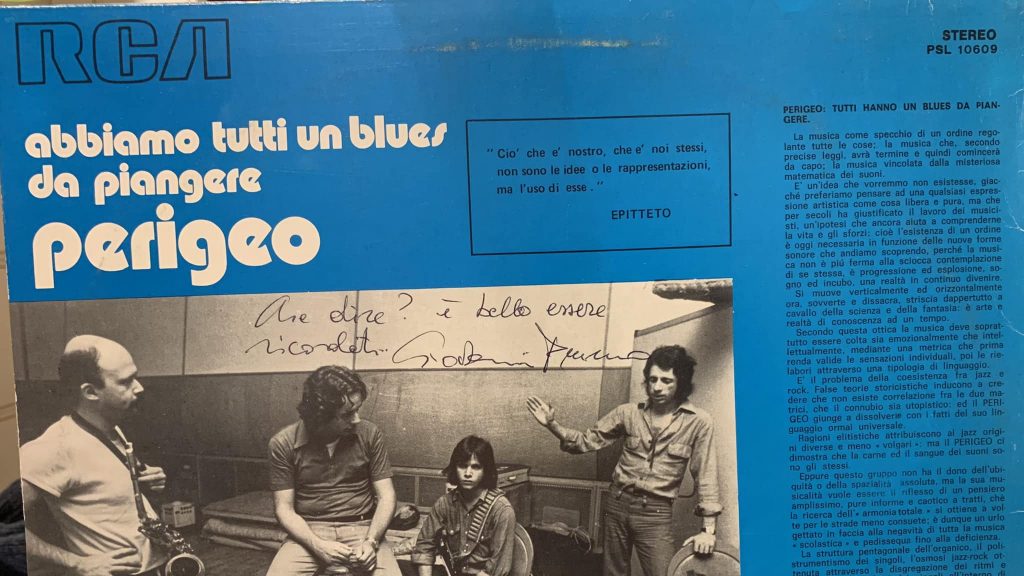 RCA
STEREO
PSL 10609
abbiamo tutti un blues
da piangere
perigeo
" Cio' che e' nostro, che e' noi stessi,
non sono le idee o le rappresentazioni,
ma l'uso di esse . "
EPITTETO
è bello essere
PERIGEO: TUTTI HANNO UN BLUES DA PIAN-
GERE.
La musica come specchio di un ordine rego-
lante tutte le cose; la musica che, secondo
precise leggi, avrà termine e quindi comincerà
da capo; la musica vincolata dalla misteriosa
matematica dei suoni.
E' un'idea che vorremmo non esistesse, giac-
ché preferiamo pensare ad una qualsiasi espres-
sione artistica come cosa libera e pura, ma che
per secoli ha giustificato il lavoro dei musici-
sti, un'ipotesi che ancora aiuta a comprenderne
la vita e gli sforzi: cioè l'esistenza di un ordine
è oggi necessaria in funzione delle nuove forme
sonore che andiamo scoprendo, perché la musi-
ca non è piú ferma alla sciocca contemplazione
di se stessa, è progressione ed esplosione, so-
gno ed incubo, una realtà in continuo divenire.
Si muove verticalmente ed orizzontalmente
ora, sovverte e dissacra, striscia dappertutto a
cavallo della scienza e della fantasia: è arte e
realtà di conoscenza ad un tempo.
Secondo questa ottica la musica deve soprat-
tutto essere colta sia emozionalmente che intel-
lettualmente, mediante una metrica che prima
renda valide le sensazioni individuali, poi le rie-
labori attraverso una tipologia di linguaggio.
E' il problema della coesistenza fra jazz e
rock. False teorie storicistiche inducono a cre-
dere che non esiste correlazione fra le due ma-
trici, che il connubio sia utopistico: ed il PERI-
GEO giunge a dissolverle con i fatti del suo lin-
guaggio ormai universale.
Ragioni elitistiche attribuiscono al jazz origi-
ni diverse e meno « volgari »: ma il PERIGEO ci
dimostra che la carne ed il sangue dei suoni so-
no gli stessi.
Eppure questo gruppo non ha il dono dell'ubi-
quità o della spazialità assoluta, ma la sua mu-
sicalità vuole essere il riflesso di un pensiero
amplissimo, pure informe e caotico a tratti, ché
la ricerca dell'« armonia totale » si ottiene a vol-
te per le strade meno consuete; è dunque un urlo
gettato in faccia alla negavità di tutta la musica
« scolastica » e pedissequa fino alla deficienza.
La struttura pentagonale dell'organico, il poli-
strumentismo dei singoli, l'osmosi jazz-rock ot-
tenuta attraverso la disgregazione dei ritmi e